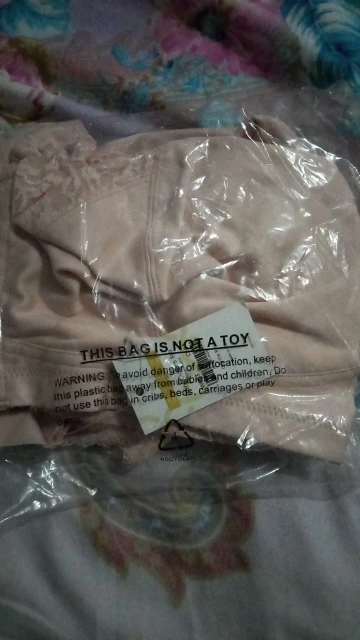 THIS BAG IS NOT A TOY
WARNING: To avoid danger of suffocation, keep
this plastic bag away from babies and children. Do
not use this bag in cribs, beds, carriages or play